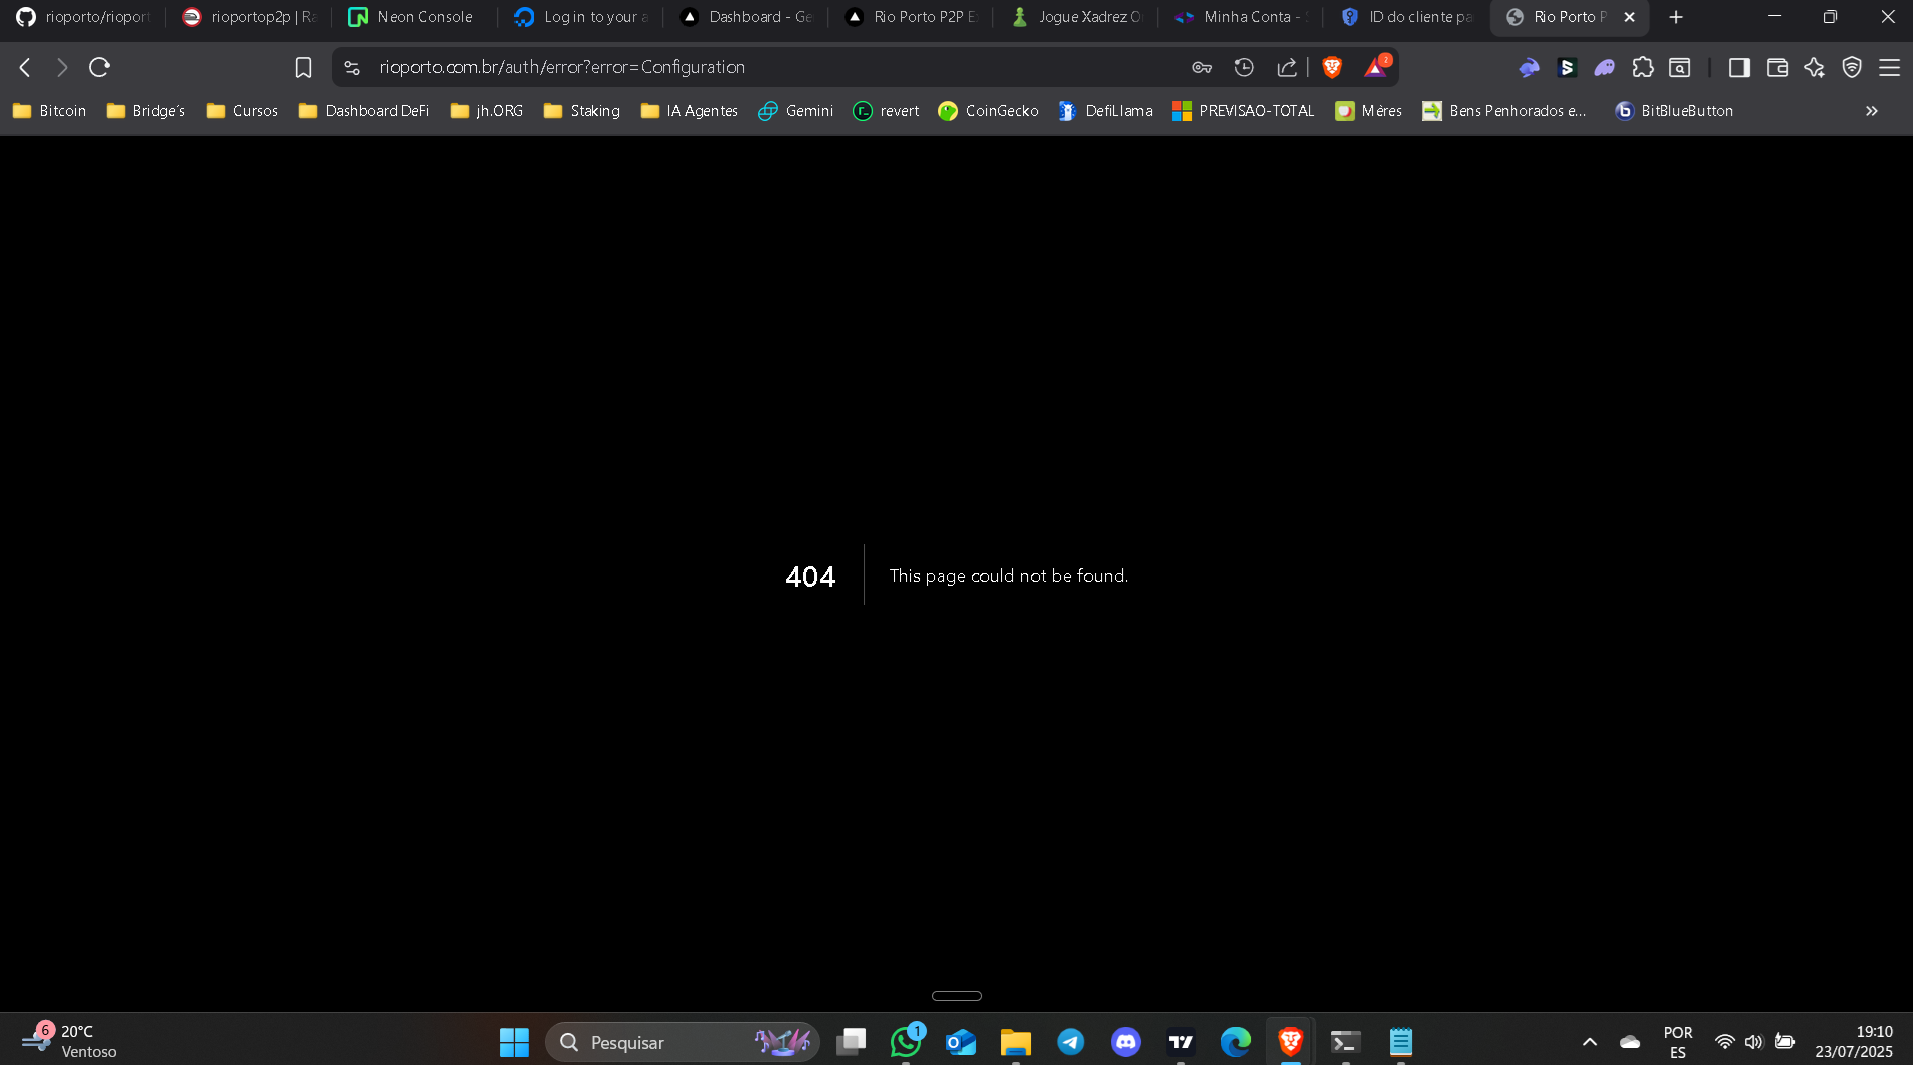 rioporto/rioport
rioportop2p | Ra
Neon Console
Log in to your a
Dashboard - Ge
Rio Porto P2P E
Jogue Xadrez O
Minha Conta - S
ID do cliente pa
Rio Porto P
rioporto.com.br/auth/error?error=Configuration
2
Bitcoin
Bridge´s
Cursos
Dashboard DeFi
jh.ORG
Staking
IA Agentes
Gemini
revert
CoinGecko
DefiLlama
PREVISAO-TOTAL
Mères
Bens Penhorados e...
BitBlueButton
404
This page could not be found.
6
20°C
Ventoso
Pesquisar
1
POR
ES
19:10
23/07/2025